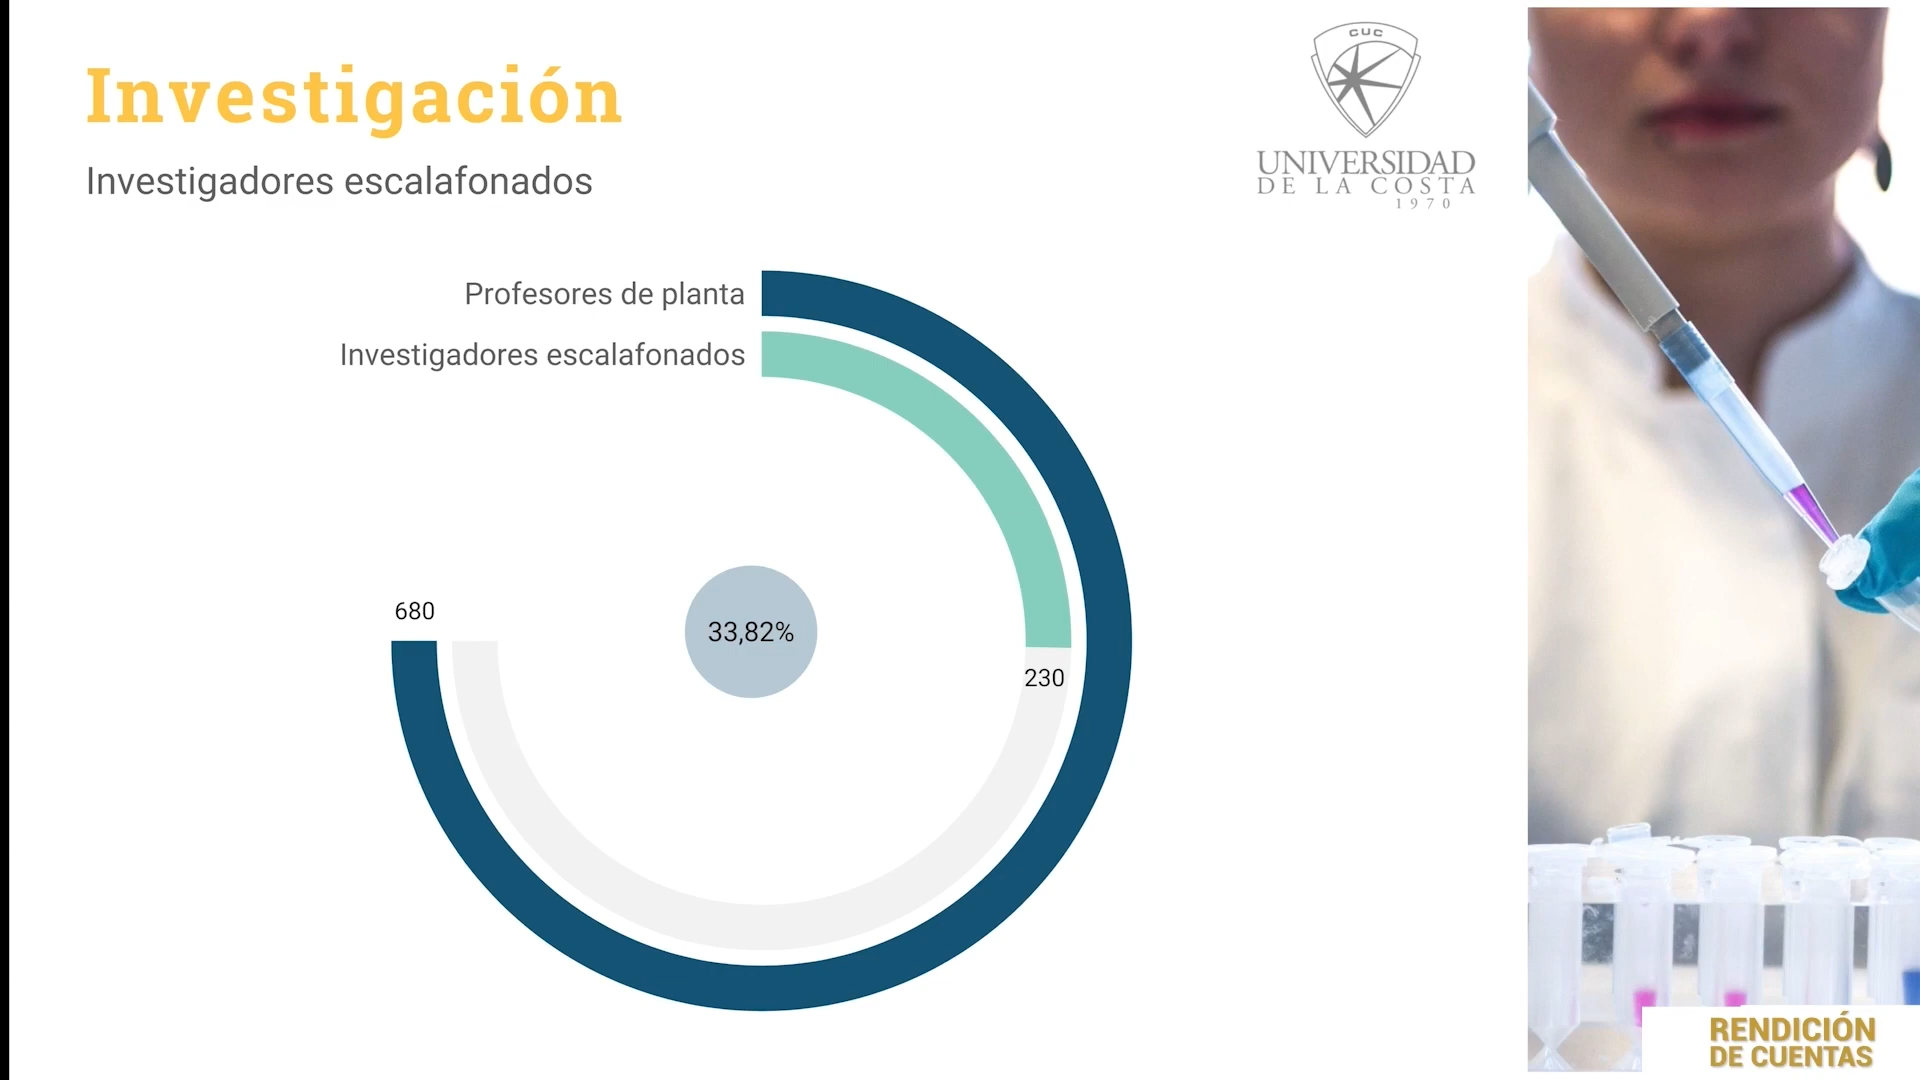 Investigación
Investigadores escalafonados
CUC
UNIVERSIDAD
DE LA COSTA
1970
Profesores de planta
Investigadores escalafonados
680
33,82%
230
RENDICIÓN
DE CUENTAS